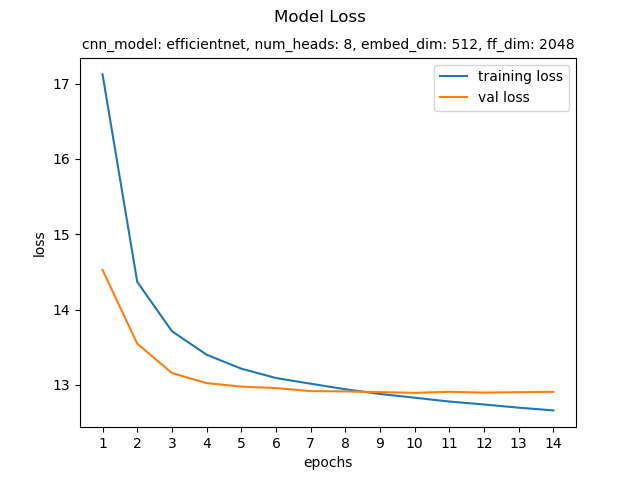 Model Loss
cnn_model: efficientnet, num_heads: 8, embed_dim: 512, ff_dim: 2048
training loss
val loss
17
16
15
14
13
loss
1 2 3 4 5 6 7 8 9 10 11 12 13 14
epochs